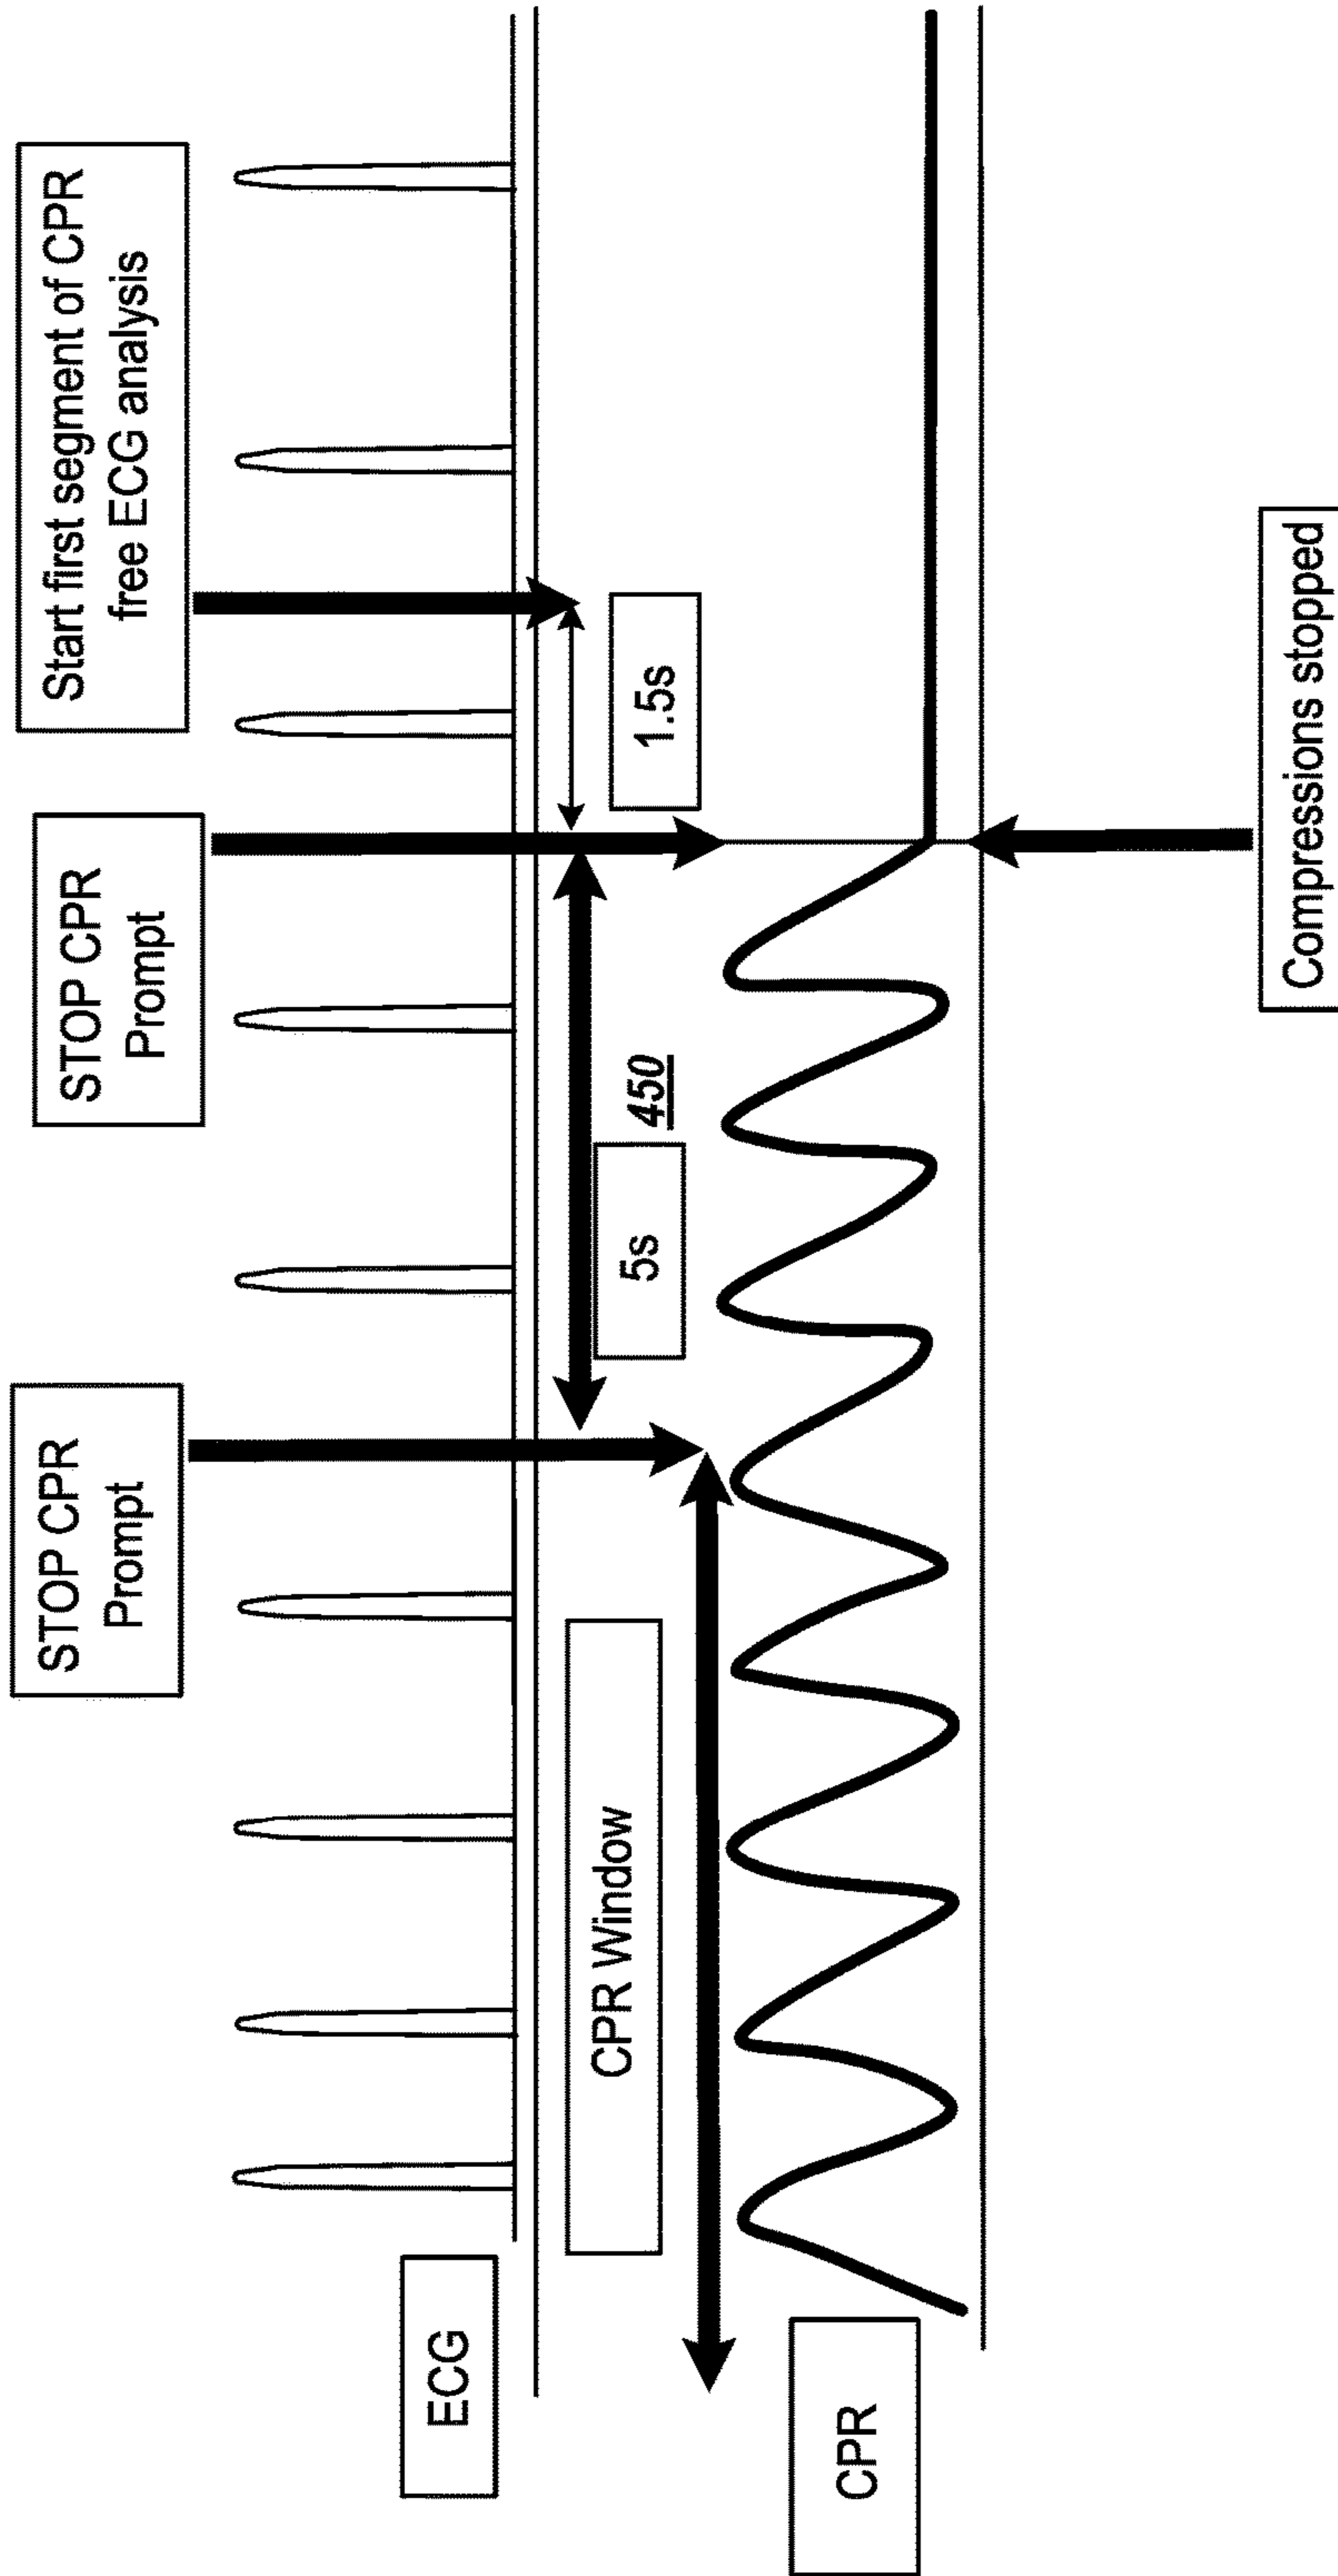 STOP CPR
Prompt
STOP CPR
Prompt
Start first segment of CPR
free ECG analysis
ECG
CPR Window
5s
450
1.5s
CPR
Compressions stopped